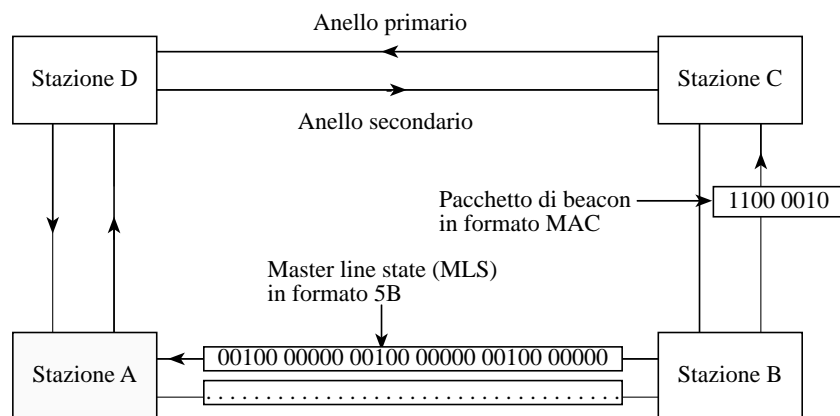 Anello primario
Stazione D
Stazione C
Anello secondario
Pacchetto di beacon
in formato MAC
1100 0010
Master line state (MLS)
in formato 5B
00100 00000 00100 00000 00100 00000
Stazione A
Stazione B
. . . . . . . . . . . . . . . . . . . . . . . . . . . . . . . . . . . . .